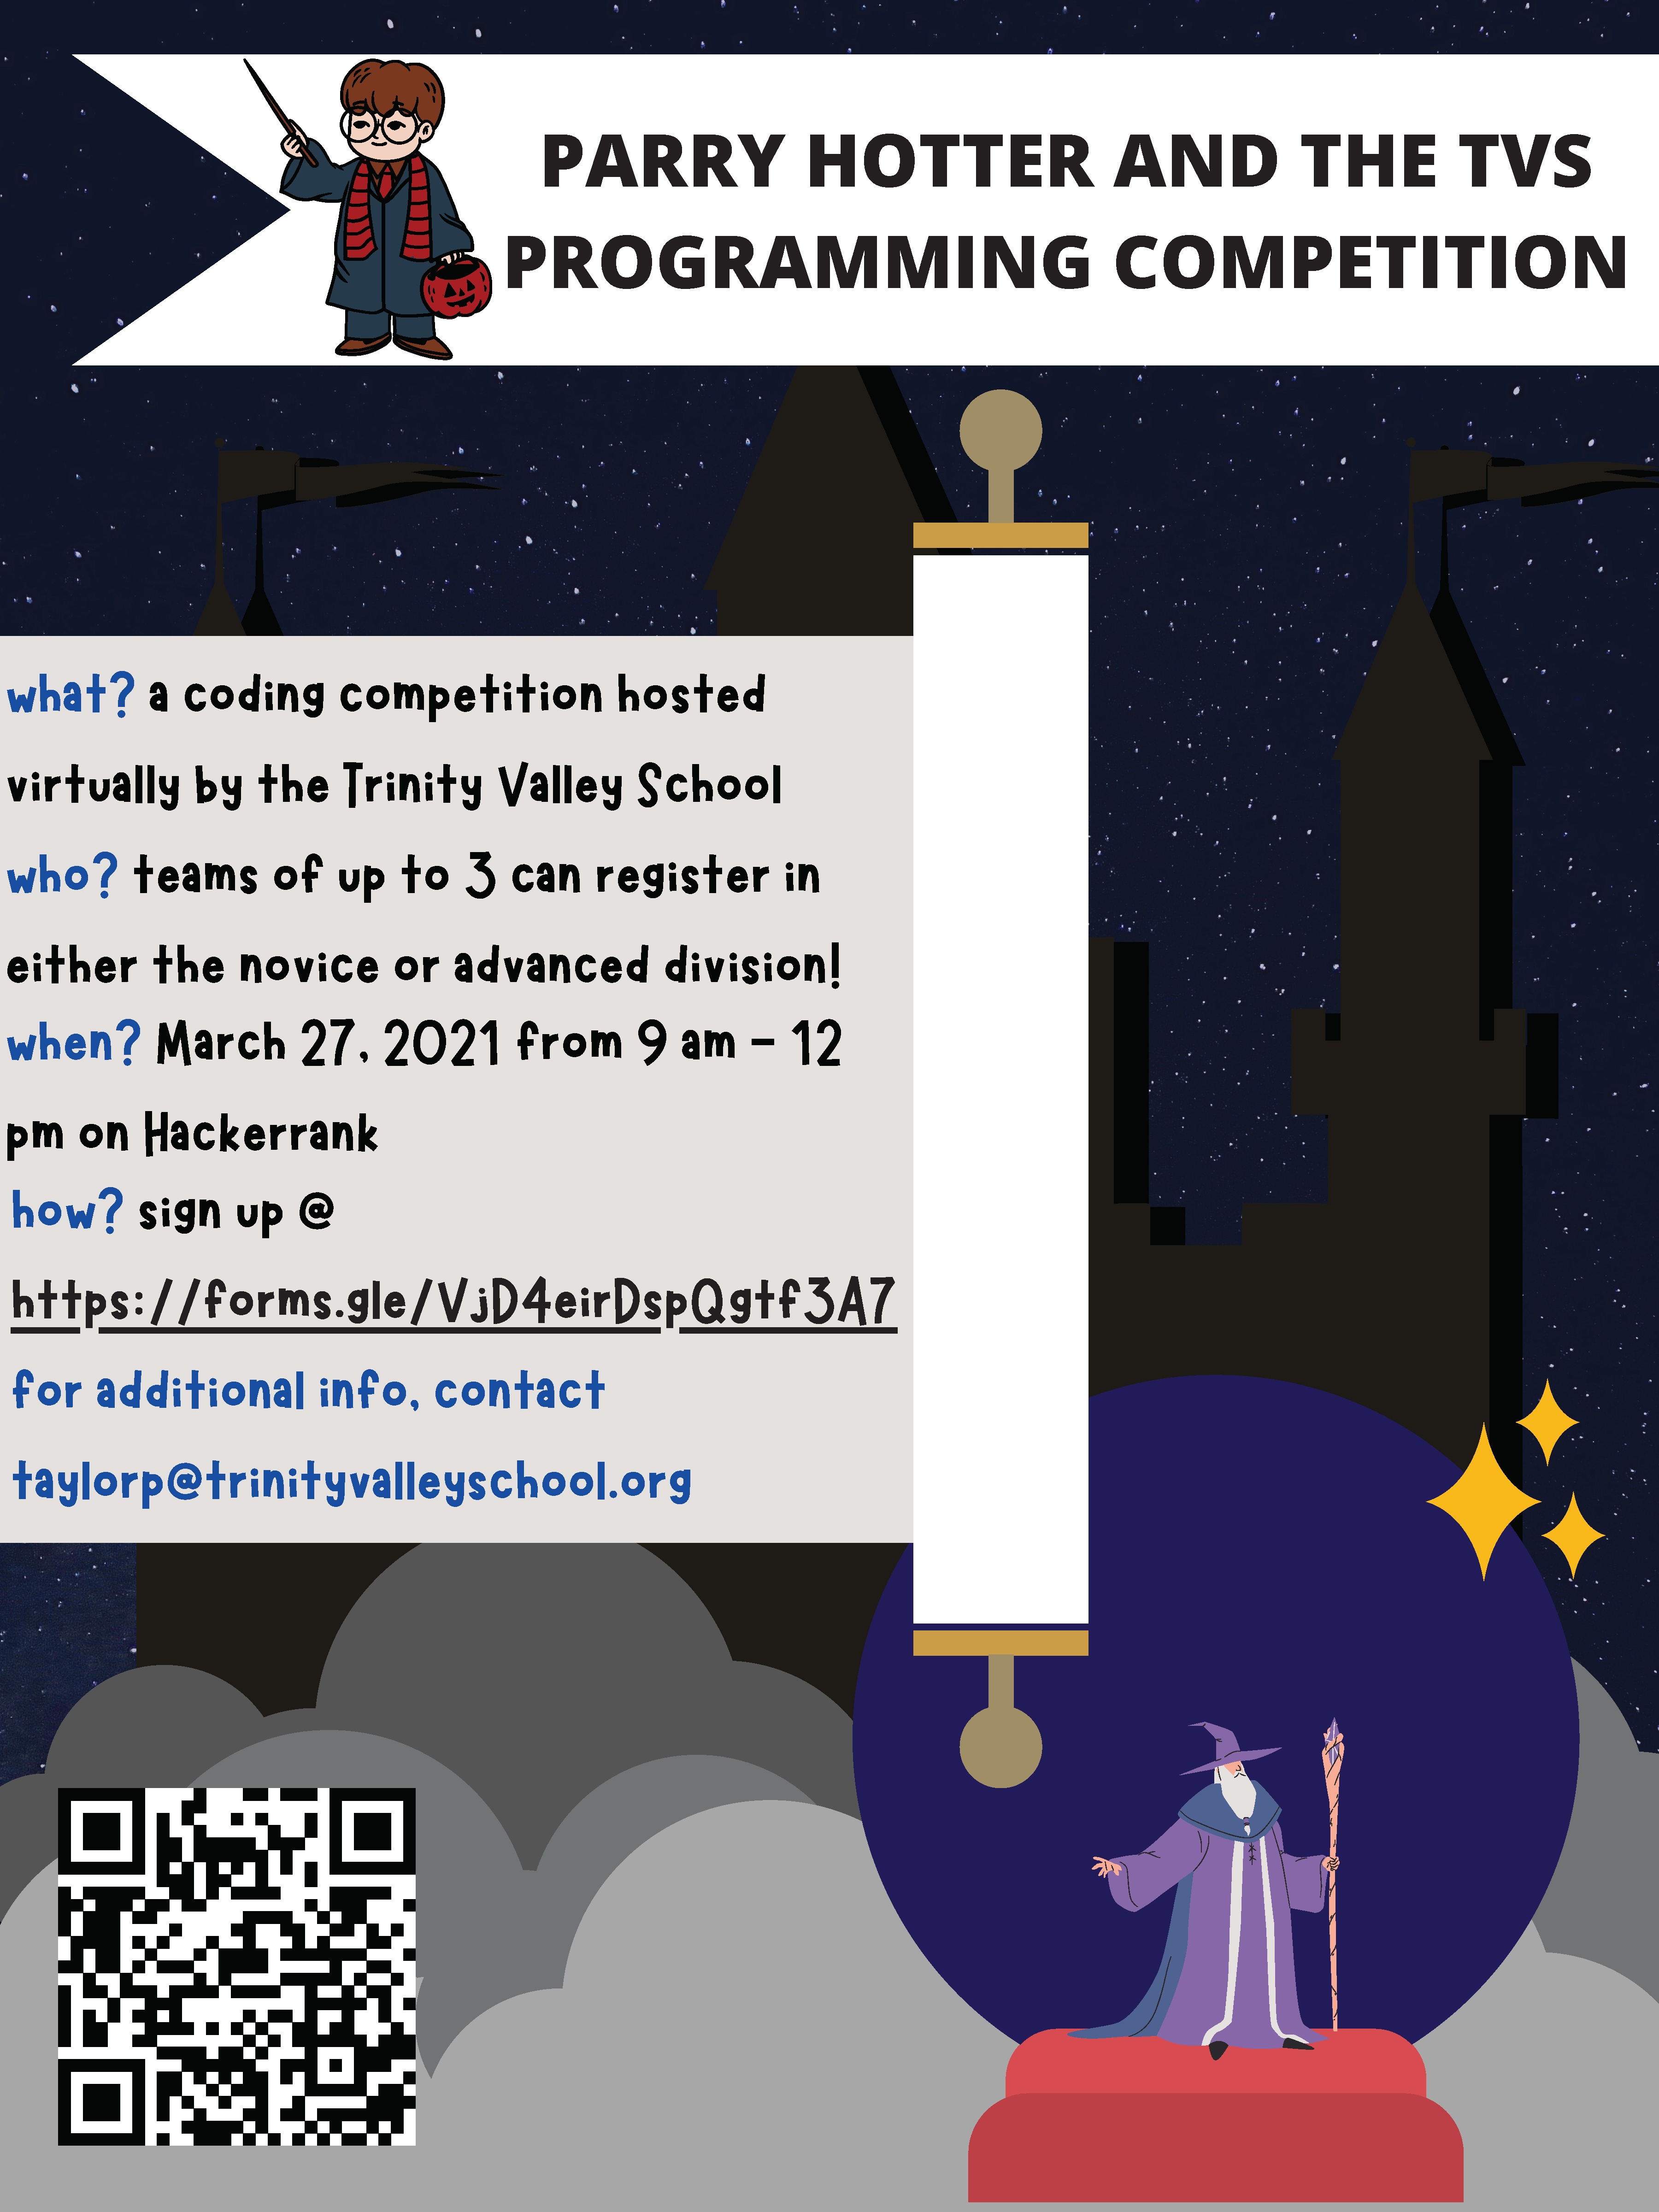 PARRY HOTTER AND THE TVS
PROGRAMMING COMPETITION
what? a coding competition hosted
virtually by the Trinity Valley School
who? teams of up to 3 can register in
either the novice or advanced division!
when? March 27, 2021 from 9 am - 12
pm on Hackerrank
how? sign up @
https://forms.gle/VjD4eirDspQgtf3A7
for additional info, contact
taylorp@trinityvalleyschool.org